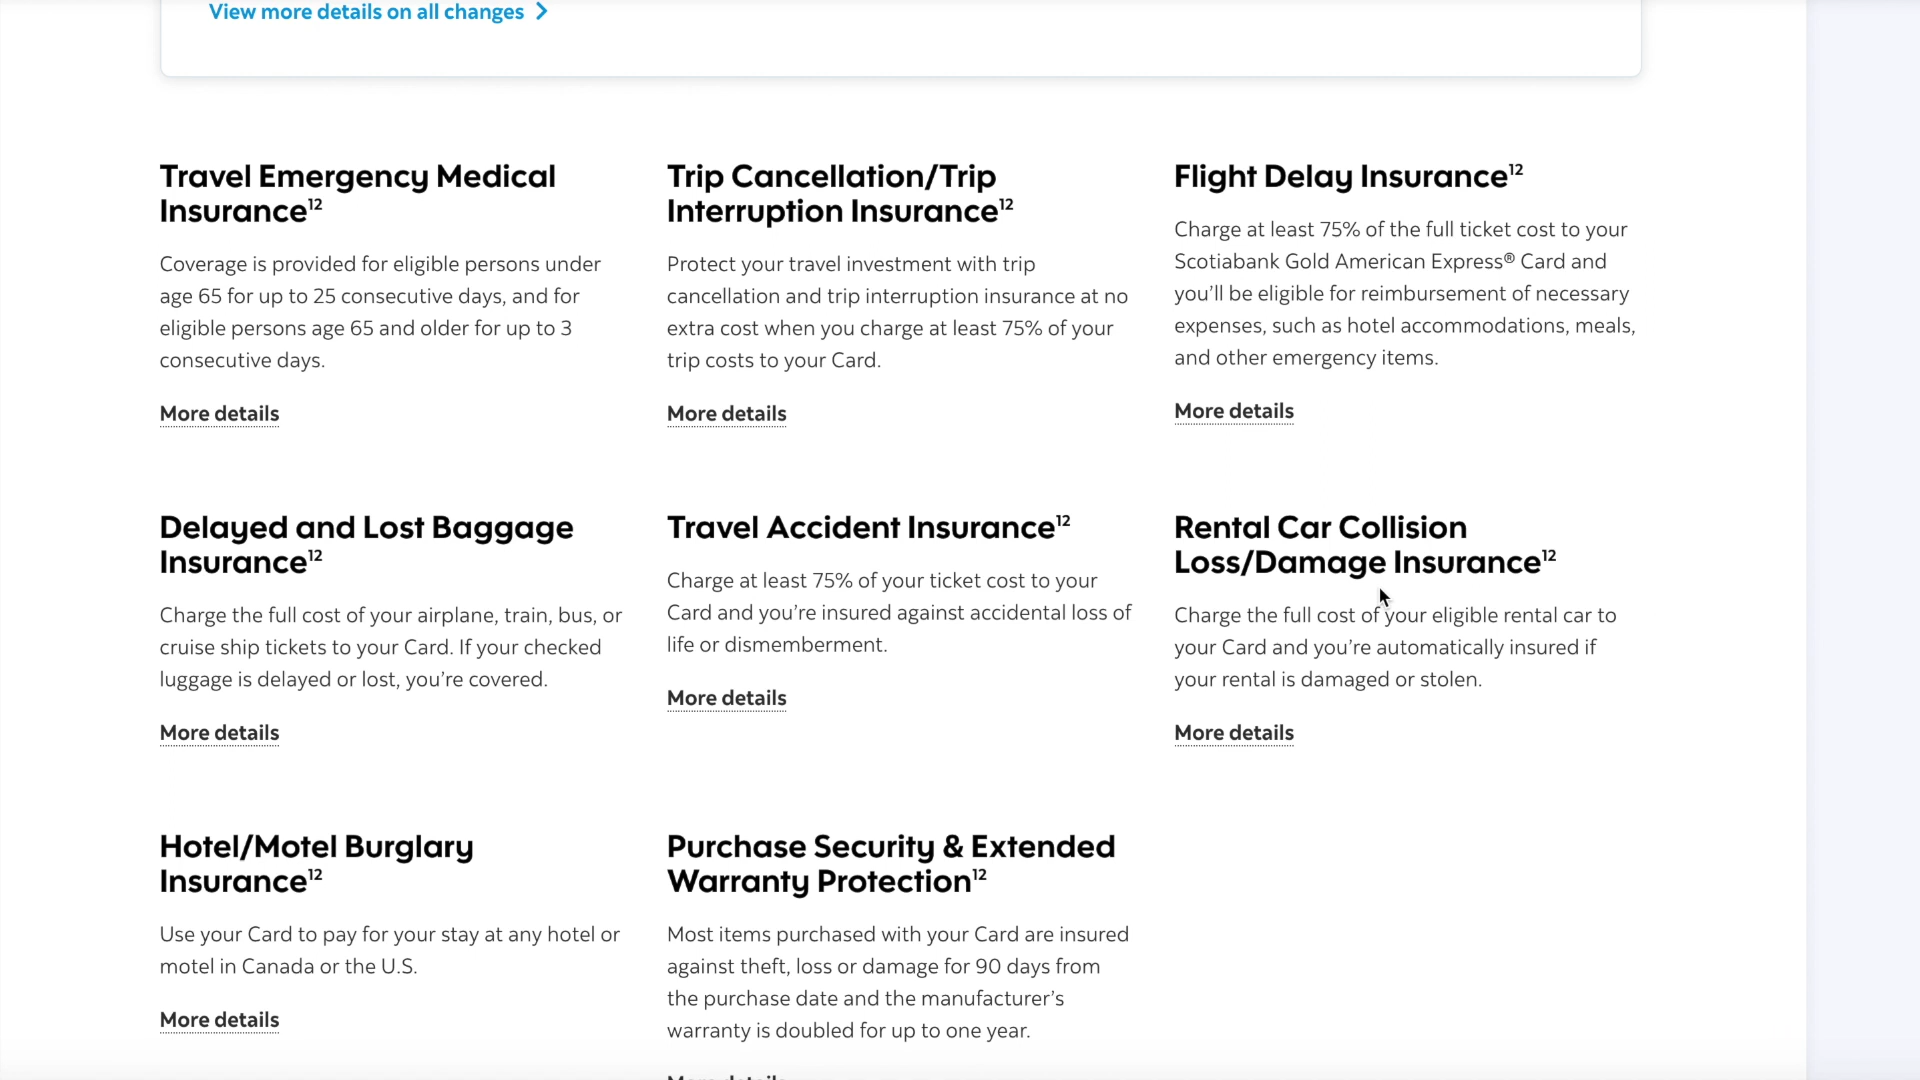 View more details on all changes
Travel Emergency Medical
Insurance12
Coverage is provided for eligible persons under
age 65 for up to 25 consecutive days, and for
eligible persons age 65 and older for up to 3
consecutive days.
More details
Trip Cancellation/Trip
Interruption Insurance12
Protect your travel investment with trip
cancellation and trip interruption insurance at no
extra cost when you charge at least 75% of your
trip costs to your Card.
More details
Flight Delay Insurance12
Charge at least 75% of the full ticket cost to your
Scotiabank Gold American Express® Card and
you’ll be eligible for reimbursement of necessary
expenses, such as hotel accommodations, meals,
and other emergency items.
More details
Delayed and Lost Baggage
Insurance12
Charge the full cost of your airplane, train, bus, or
cruise ship tickets to your Card. If your checked
luggage is delayed or lost, you’re covered.
More details
Travel Accident Insurance12
Charge at least 75% of your ticket cost to your
Card and you’re insured against accidental loss of
life or dismemberment.
More details
Rental Car Collision
Loss/Damage Insurance12
Charge the full cost of your eligible rental car to
your Card and you’re automatically insured if
your rental is damaged or stolen.
More details
Hotel/Motel Burglary
Insurance12
Use your Card to pay for your stay at any hotel or
motel in Canada or the U.S.
More details
Purchase Security & Extended
Warranty Protection12
Most items purchased with your Card are insured
against theft, loss or damage for 90 days from
the purchase date and the manufacturer’s
warranty is doubled for up to one year.
More details